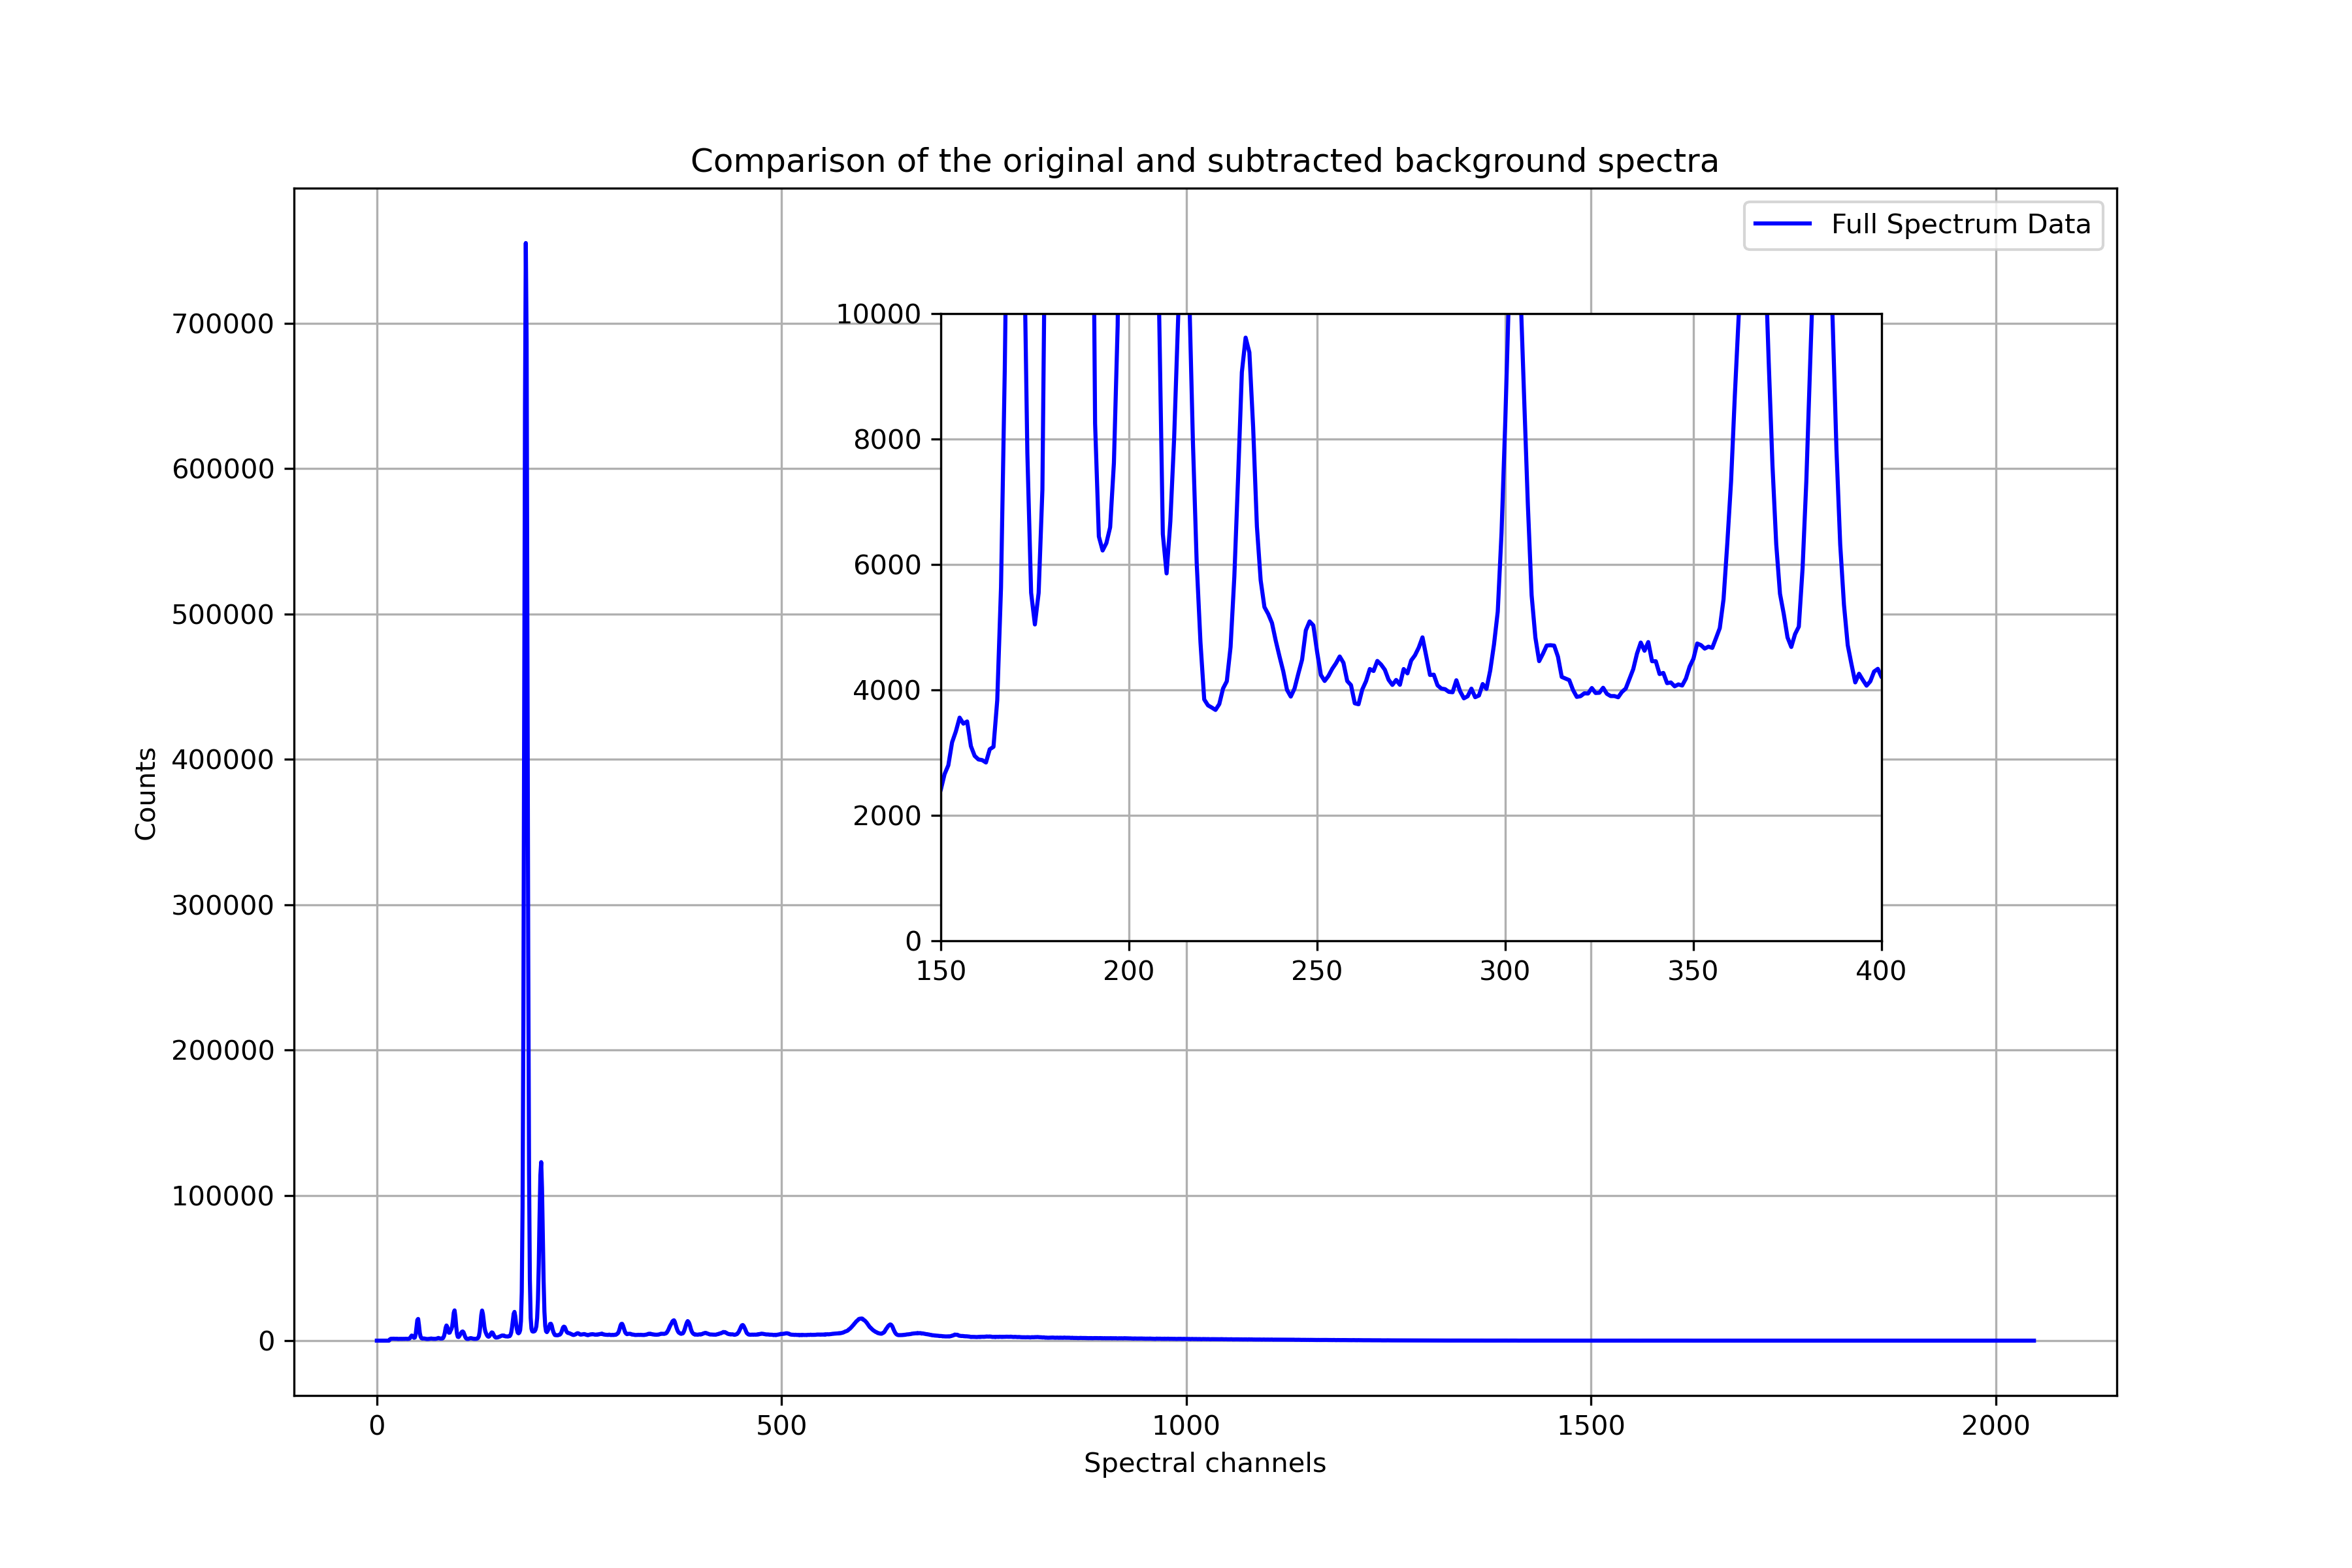 Comparison of the original and subtracted background spectra
Full Spectrum Data
Counts
700000
600000
500000
400000
300000
200000
100000
0
10000
8000
6000
4000
2000
0
150 200 250 300 350 400
0 500 1000 1500 2000
Spectral channels